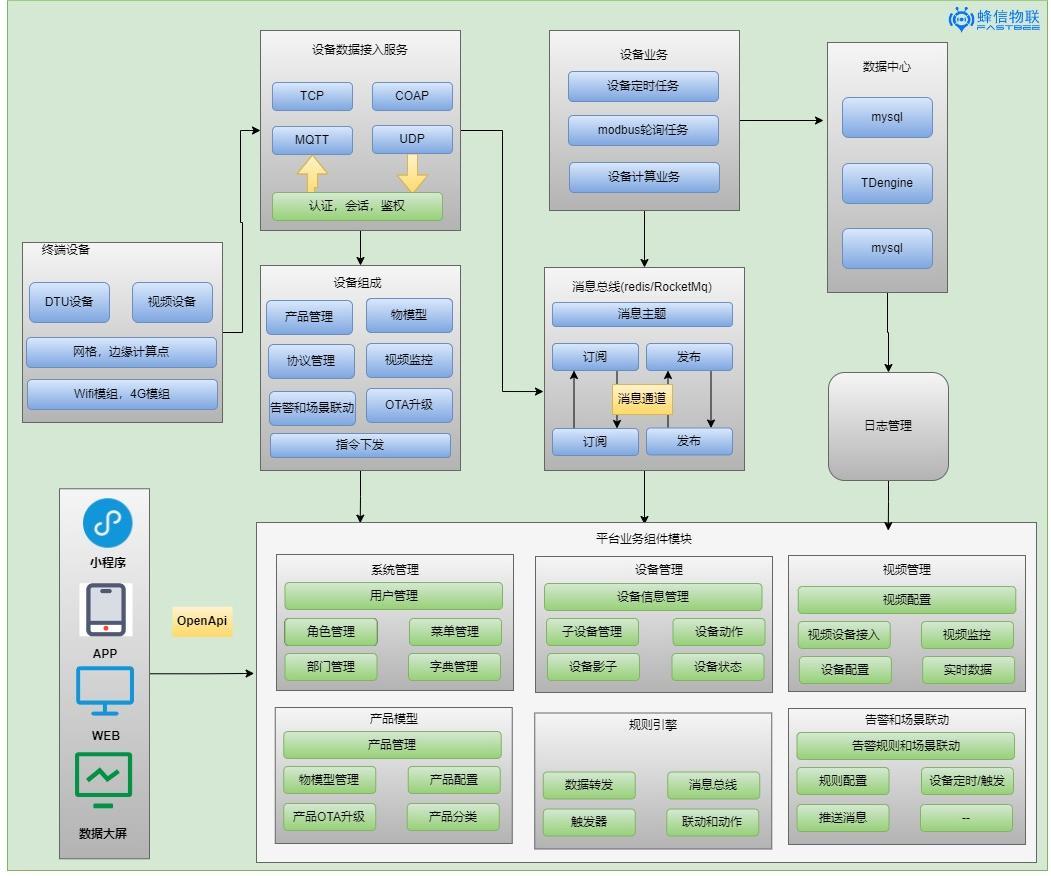 蜂信物联
FASTBEE
设备数据接入服务
TCP
COAP
MQTT
UDP
认证，会话，鉴权
设备业务
设备定时任务
modbus轮询任务
设备计算业务
数据中心
mysql
TDengine
mysql
终端设备
DTU设备
视频设备
网格，边缘计算点
Wifi模组，4G模组
设备组成
产品管理
物模型
协议管理
视频监控
告警和场景联动
OTA升级
指令下发
消息总线(redis/RocketMq)
消息主题
订阅
发布
消息通道
订阅
发布
日志管理
小程序
APP
WEB
数据大屏
OpenApi
平台业务组件模块
系统管理
用户管理
角色管理
菜单管理
部门管理
字典管理
设备管理
设备信息管理
子设备管理
设备动作
设备影子
设备状态
视频管理
视频配置
视频设备接入
视频监控
设备配置
实时数据
产品模型
产品管理
物模型管理
产品配置
产品OTA升级
产品分类
规则引擎
数据转发
消息总线
触发器
联动和动作
告警和场景联动
告警规则和场景联动
规则配置
设备定时/触发
推送消息
--